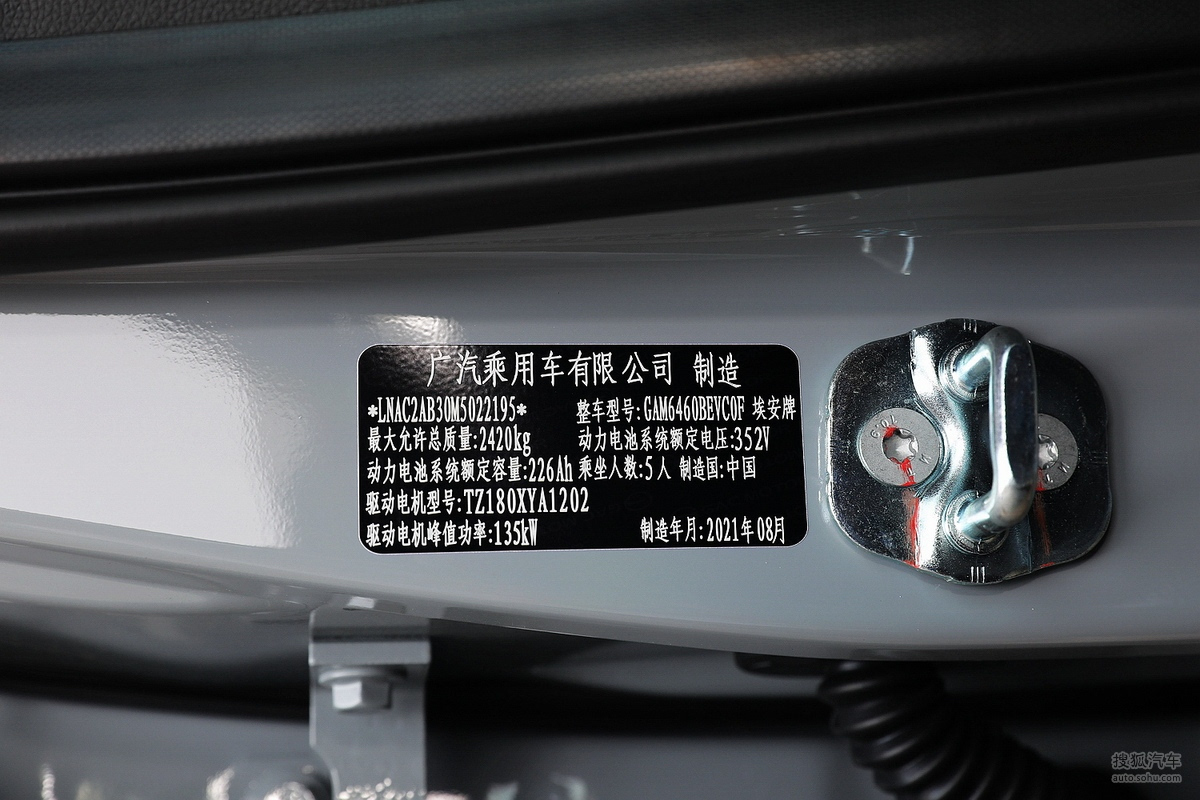 广汽乘用车有限公司 制造
*LNAC2AB30M5022195* 整车型号:GAM6460BEVC0F 埃安牌
最大允许总质量:2420kg 动力电池系统额定电压:352V
动力电池系统额定容量:226Ah 乘坐人数:5人 制造国:中国
驱动电机型号:TZ180XYA1202
驱动电机峰值功率:135kW 制造年月:2021年08月
搜狐汽车
auto.sohu.com